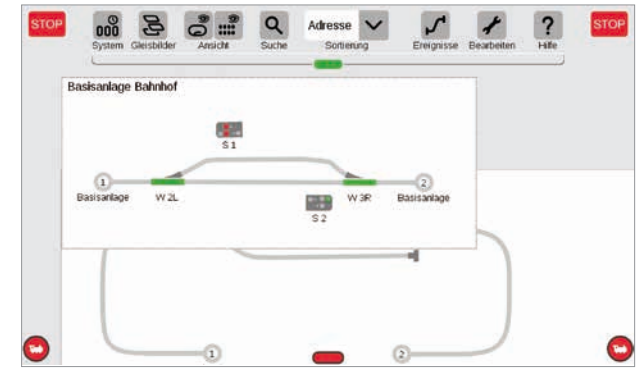 STOP
Adresse
STOP
System Gleisbilder Ansicht Suche Sortierung Ereignisse Bearbeiten Hilfe
Basisanlage Bahnhof
S 1
1
2
Basisanlage W 2L W 3R Basisanlage
S 2
1
2